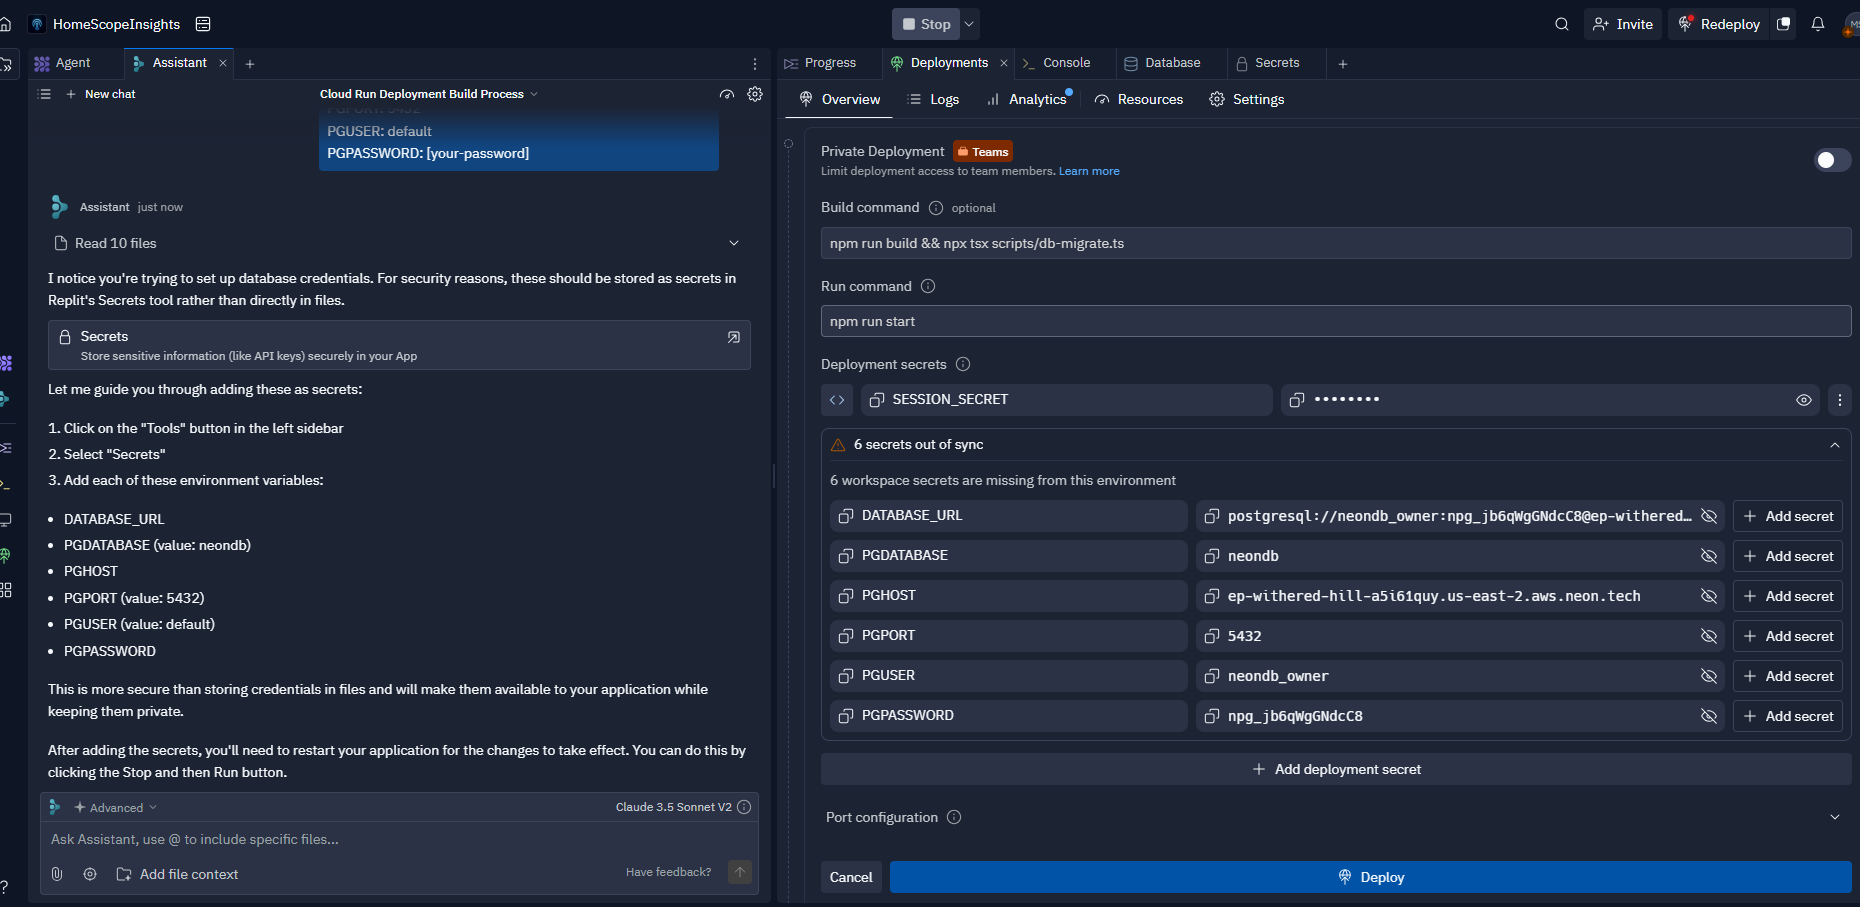 HomeScopeInsights
Stop
Invite
Redeploy
Agent
Assistant
Progress
Deployments
Console
Database
Secrets
New chat
Cloud Run Deployment Build Process
Overview
Logs
Analytics
Resources
Settings
PGPORT: 5432
PGUSER: default
PGPASSWORD: [your-password]
Assistant just now
Read 10 files
I notice you're trying to set up database credentials. For security reasons, these should be stored as secrets in
Replit's Secrets tool rather than directly in files.
Secrets
Store sensitive information (like API keys) securely in your App
Let me guide you through adding these as secrets:
1. Click on the "Tools" button in the left sidebar
2. Select "Secrets"
3. Add each of these environment variables:
• DATABASE_URL
• PGDATABASE (value: neondb)
• PGHOST
• PGPORT (value: 5432)
• PGUSER (value: default)
• PGPASSWORD
This is more secure than storing credentials in files and will make them available to your application while
keeping them private.
After adding the secrets, you'll need to restart your application for the changes to take effect. You can do this by
clicking the Stop and then Run button.
Advanced
Claude 3.5 Sonnet V2
Ask Assistant, use @ to include specific files...
Add file context
Have feedback?
Private Deployment Teams
Limit deployment access to team members. Learn more
Build command optional
npm run build && npx tsx scripts/db-migrate.ts
Run command
npm run start
Deployment secrets
SESSION_SECRET ••••••••
6 secrets out of sync
6 workspace secrets are missing from this environment
DATABASE_URL postgresql://neondb_owner:npg_jb6qWgGNdcC8@ep-withered… + Add secret
PGDATABASE neondb + Add secret
PGHOST ep-withered-hill-a5i61quy.us-east-2.aws.neon.tech + Add secret
PGPORT 5432 + Add secret
PGUSER neondb_owner + Add secret
PGPASSWORD npg_jb6qWgGNdcC8 + Add secret
+ Add deployment secret
Port configuration
Cancel
Deploy